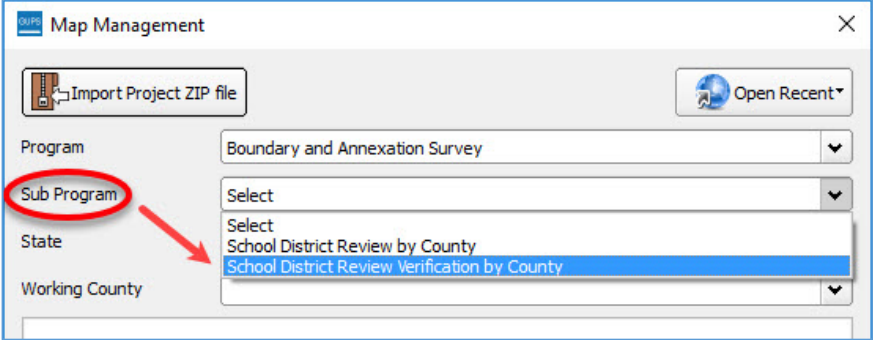 GUPS Map Management
Import Project ZIP file Open Recent
Program Boundary and Annexation Survey
Sub Program Select
Select
State School District Review by County
School District Review Verification by County
Working County